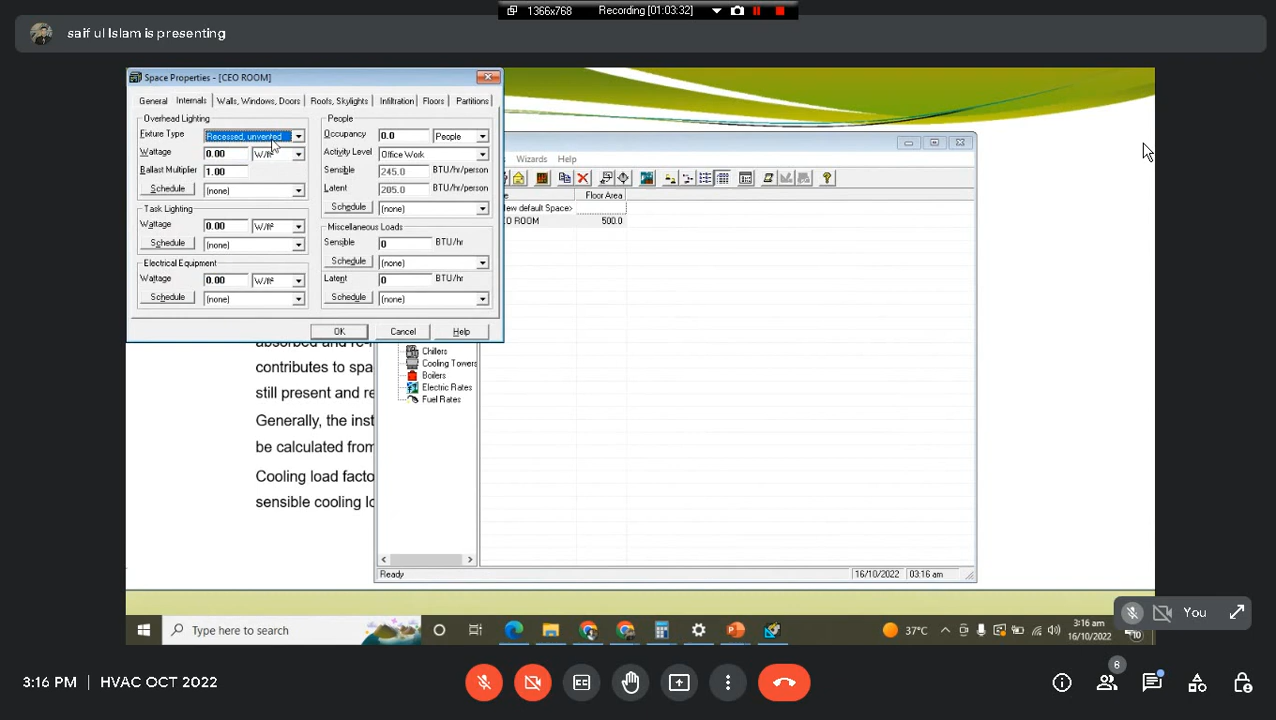 1366x768 Recording [01:03:32]
saif ul Islam is presenting
Space Properties - [CEO ROOM]
General Internals Walls, Windows, Doors Roofs, Skylights Infiltration Floors Partitions
Overhead Lighting
Fixture Type Recessed, unvented
Wattage 0.00 W/ft²
Ballast Multiplier 1.00
Schedule (none)
Task Lighting
Wattage 0.00 W/ft²
Schedule (none)
Electrical Equipment
Wattage 0.00 W/ft²
Schedule (none)
People
Occupancy 0.0 People
Activity Level Office Work
Sensible 245.0 BTU/hr/person
Latent 205.0 BTU/hr/person
Schedule (none)
Miscellaneous Loads
Sensible 0 BTU/hr
Schedule (none)
Latent 0 BTU/hr
Schedule (none)
OK Cancel Help
Wizards Help
Floor Area
default Space>
ROOM 500.0
Chillers
Cooling Towers
Boilers
Electric Rates
Fuel Rates
contributes to spa
still present and re
Generally, the inst
be calculated from
Cooling load facto
sensible cooling lo
Ready 16/10/2022 03:16 am
You
Type here to search
37°C
3:16 am
16/10/2022
10
3:16 PM HVAC OCT 2022
8